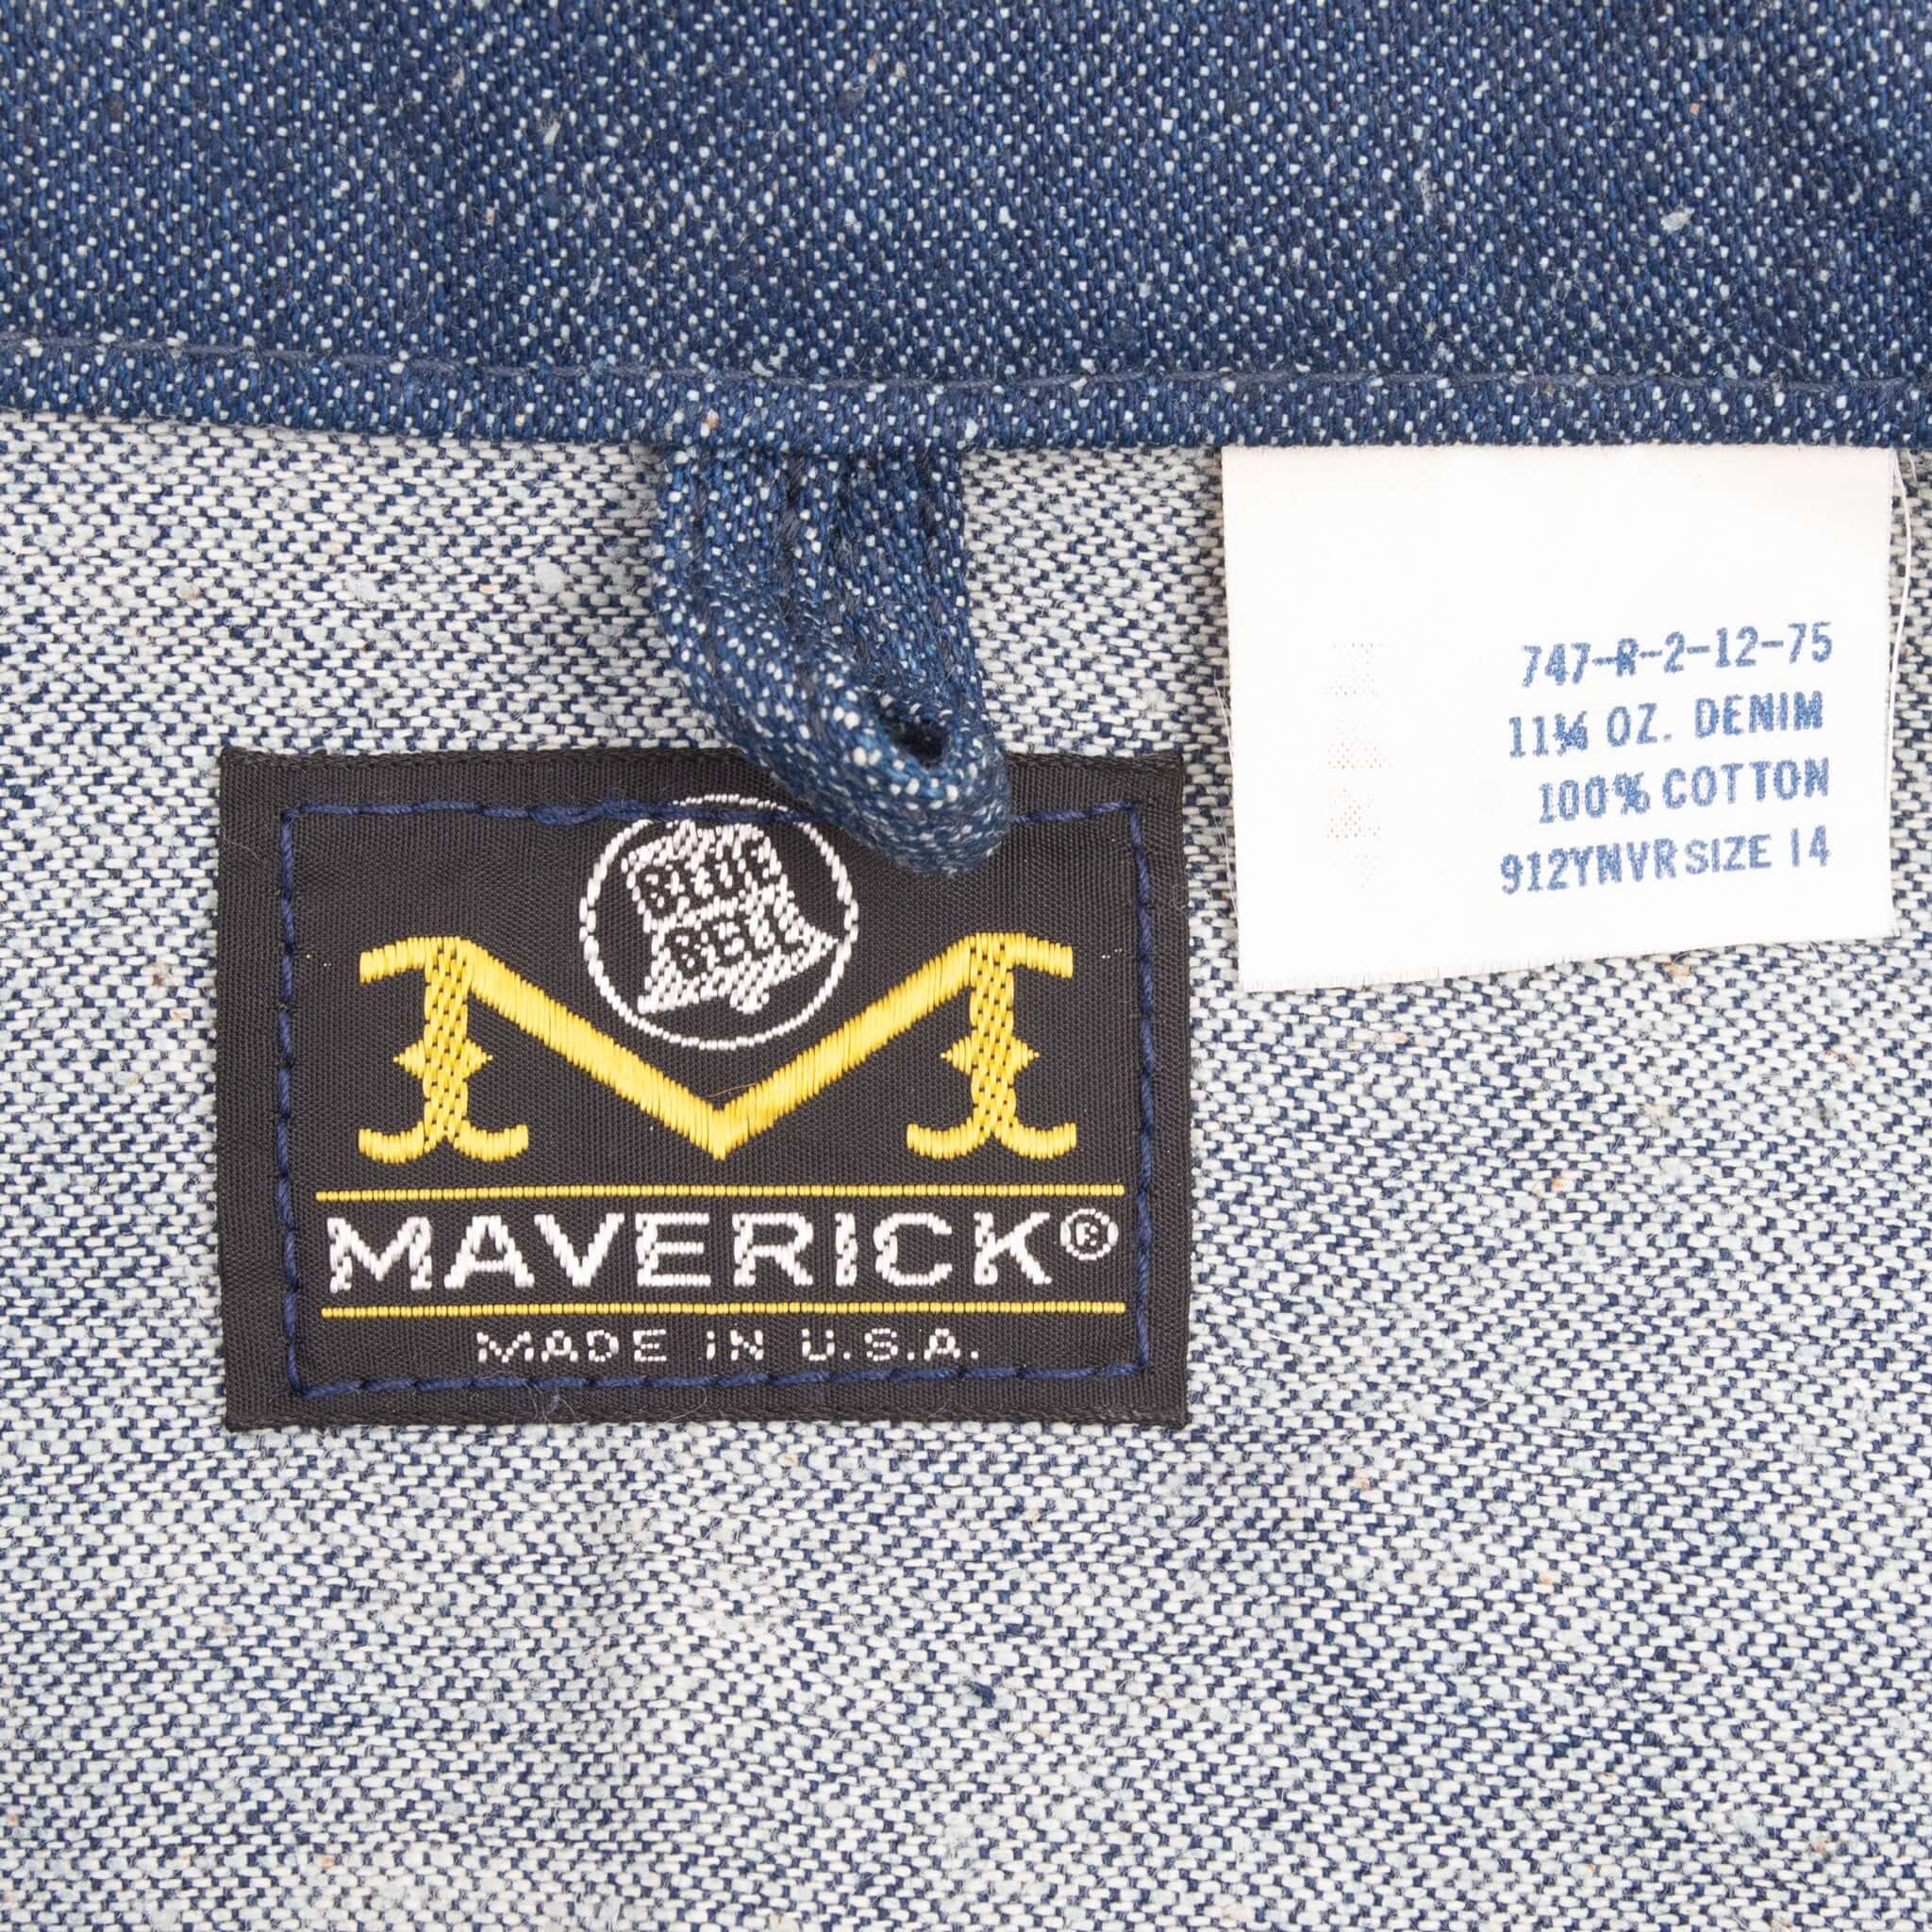 BLUE
BELL
MAVERICK®
MADE IN U.S.A.
747-R-2-12-75
11¼ OZ. DENIM
100% COTTON
912YNVR SIZE 14